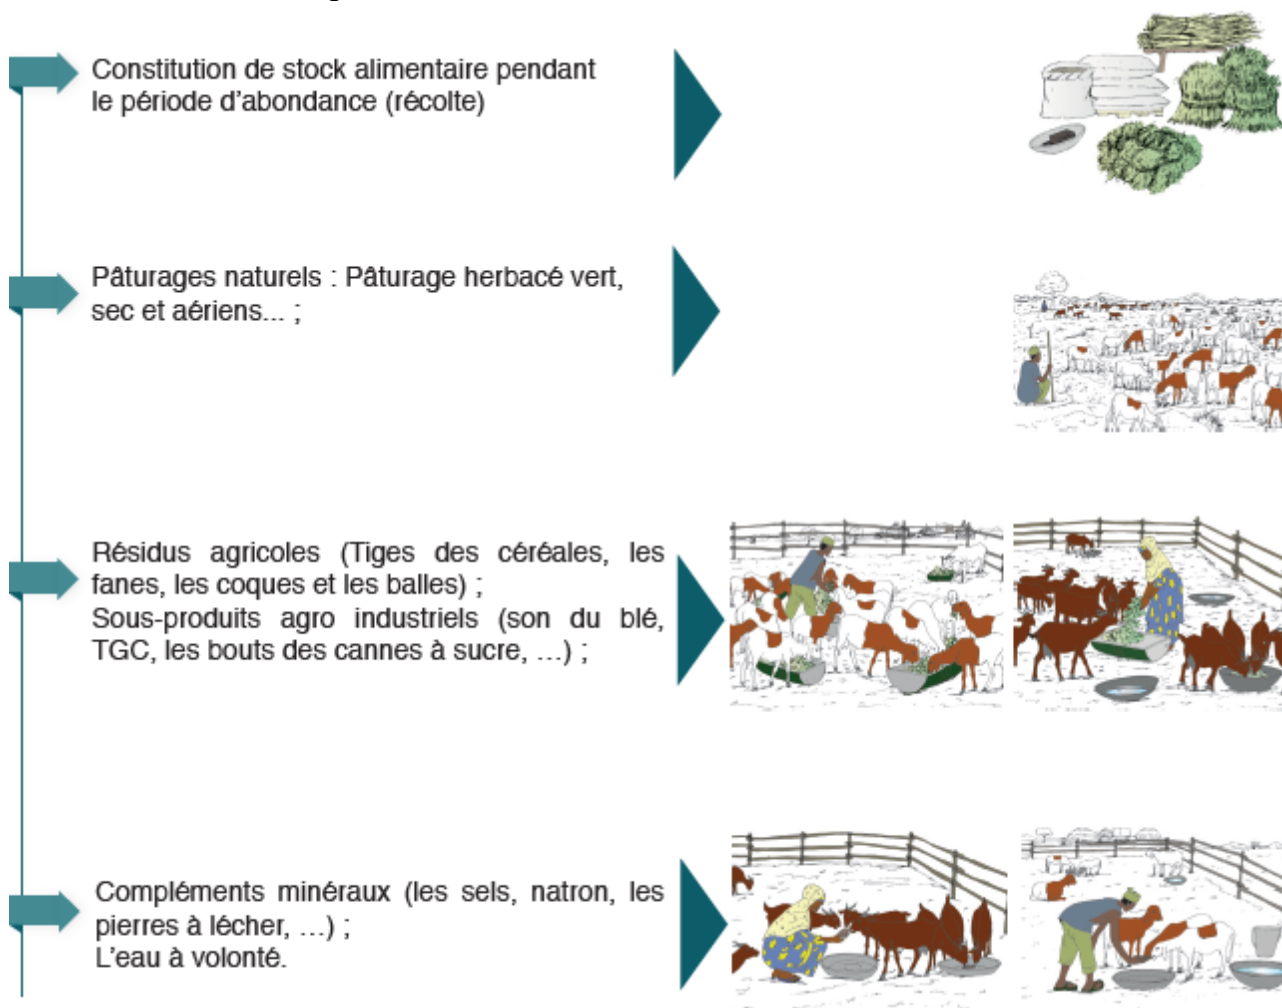 Constitution de stock alimentaire pendant
le période d'abondance (récolte)
Pâturages naturels : Pâturage herbacé vert,
sec et aériens... ;
Résidus agricoles (Tiges des céréales, les
fanes, les coques et les balles) ;
Sous-produits agro industriels (son du blé,
TGC, les bouts des cannes à sucre, ...) ;
Compléments minéraux (les sels, natron, les
pierres à lécher, ...) ;
L'eau à volonté.